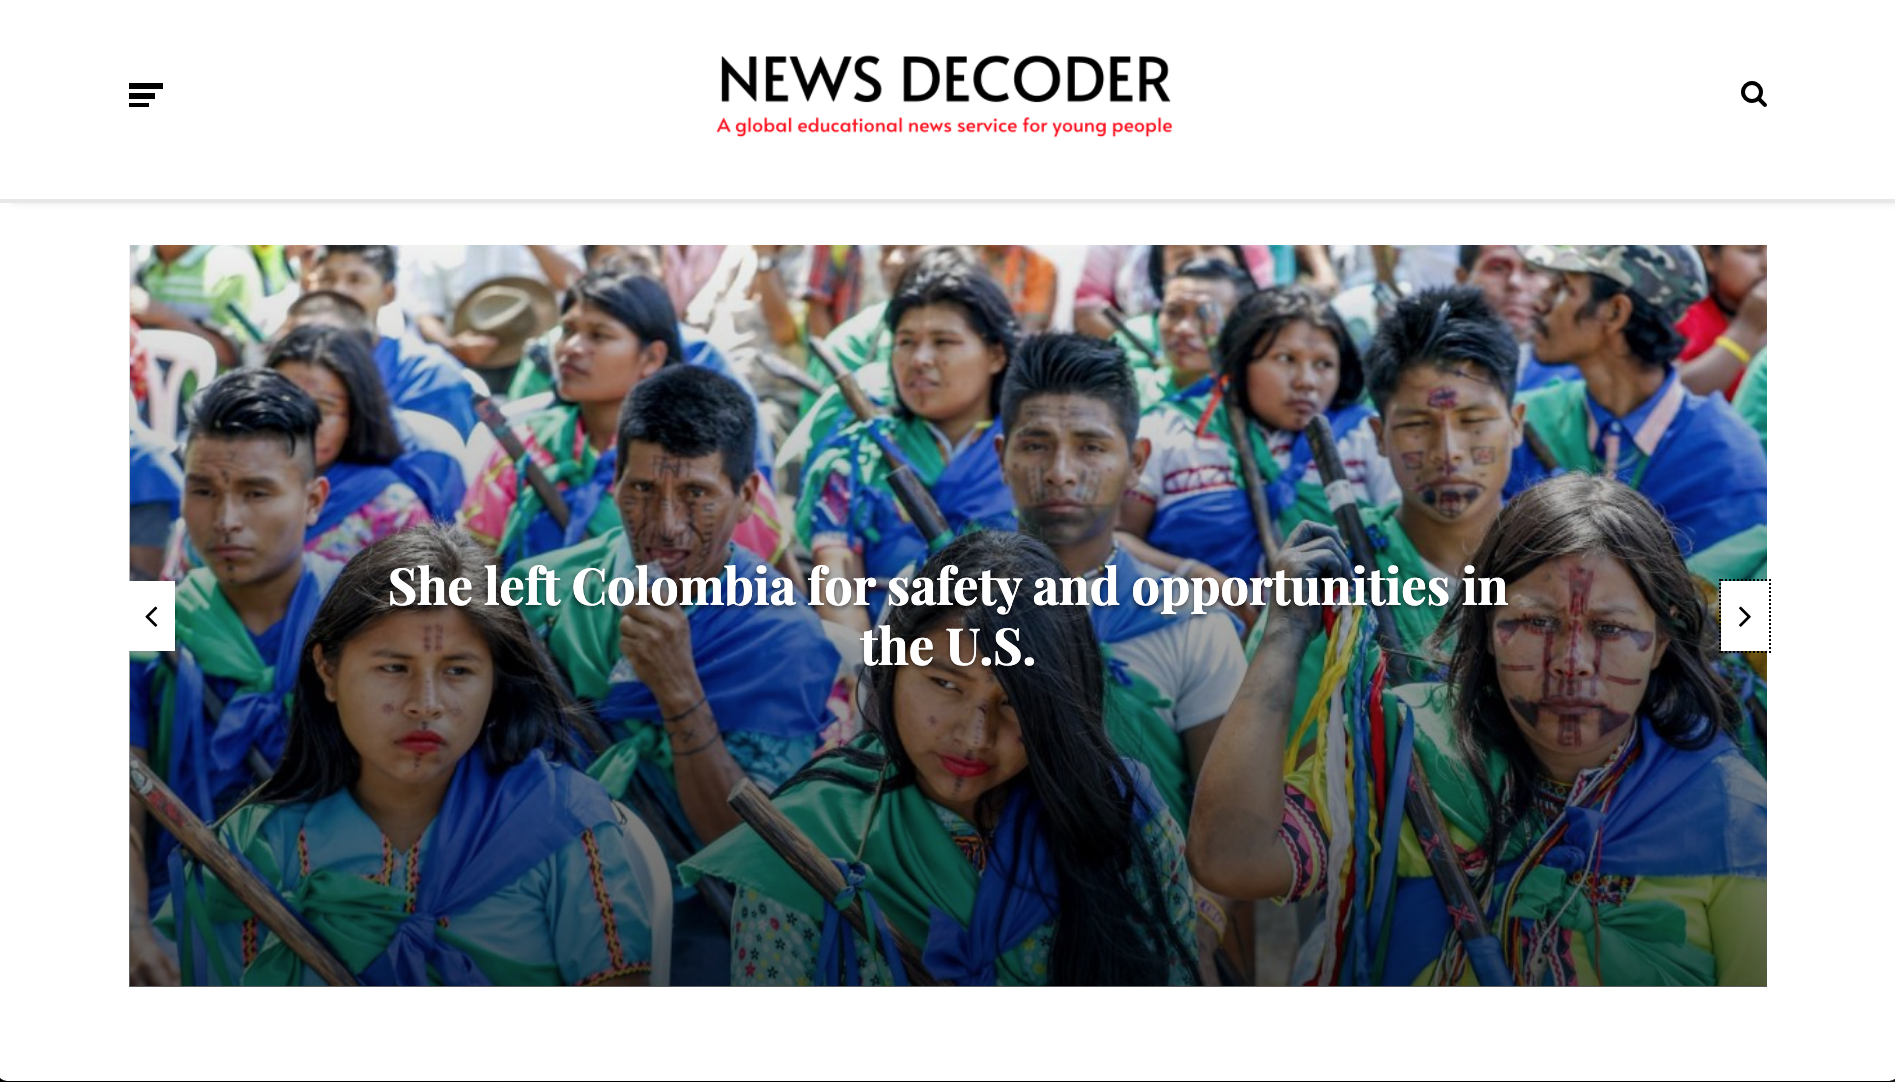 NEWS DECODER
A global educational news service for young people
She left Colombia for safety and opportunities in
the U.S.